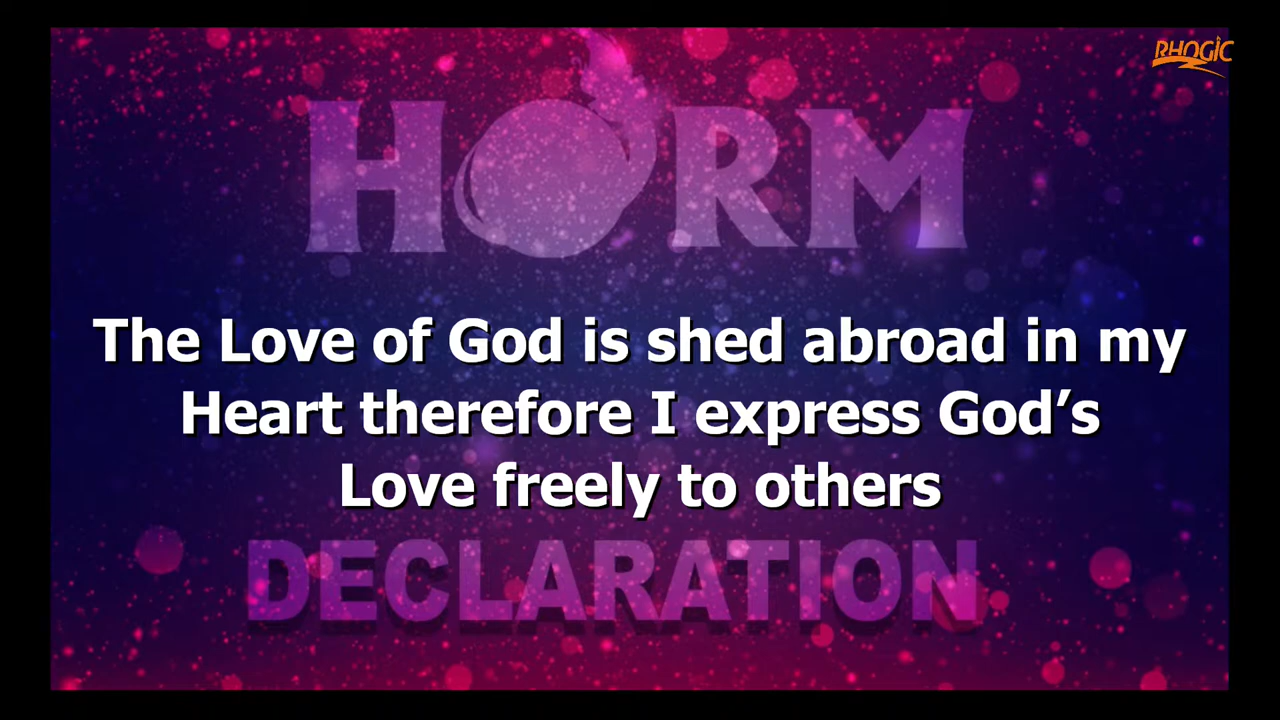 RHOGIC
HORM
The Love of God is shed abroad in my
Heart therefore I express God’s
Love freely to others
DECLARATION